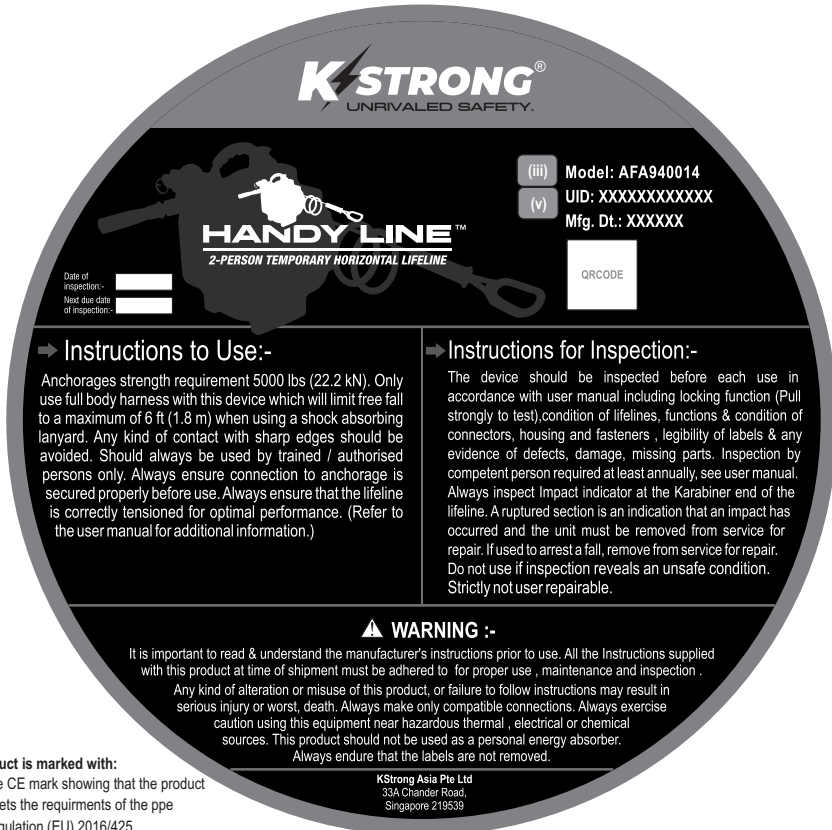 K STRONG®
UNRIVALED SAFETY.
HANDY LINE™
2-PERSON TEMPORARY HORIZONTAL LIFELINE
(iii) Model: AFA940014
(v) UID: XXXXXXXXXXXX
Mfg. Dt.: XXXXXX
QRCODE
Date of
inspection:-
Next due date
of inspection:-
Instructions to Use:-
Anchorages strength requirement 5000 lbs (22.2 kN). Only
use full body harness with this device which will limit free fall
to a maximum of 6 ft (1.8 m) when using a shock absorbing
lanyard. Any kind of contact with sharp edges should be
avoided. Should always be used by trained / authorised
persons only. Always ensure connection to anchorage is
secured properly before use. Always ensure that the lifeline
is correctly tensioned for optimal performance. (Refer to
the user manual for additional information.)
Instructions for Inspection:-
The device should be inspected before each use in
accordance with user manual including locking function (Pull
strongly to test),condition of lifelines, functions & condition of
connectors, housing and fasteners , legibility of labels & any
evidence of defects, damage, missing parts. Inspection by
competent person required at least annually, see user manual.
Always inspect Impact indicator at the Karabiner end of the
lifeline. A ruptured section is an indication that an impact has
occurred and the unit must be removed from service for
repair. If used to arrest a fall, remove from service for repair.
Do not use if inspection reveals an unsafe condition.
Strictly not user repairable.
WARNING :-
It is important to read & understand the manufacturer's instructions prior to use. All the Instructions supplied
with this product at time of shipment must be adhered to for proper use , maintenance and inspection .
Any kind of alteration or misuse of this product, or failure to follow instructions may result in
serious injury or worst, death. Always make only compatible connections. Always exercise
caution using this equipment near hazardous thermal , electrical or chemical
sources. This product should not be used as a personal energy absorber.
Always endure that the labels are not removed.
KStrong Asia Pte Ltd
33A Chander Road,
Singapore 219539
uct is marked with:
e CE mark showing that the product
ets the requirments of the ppe
gulation (EU) 2016/425